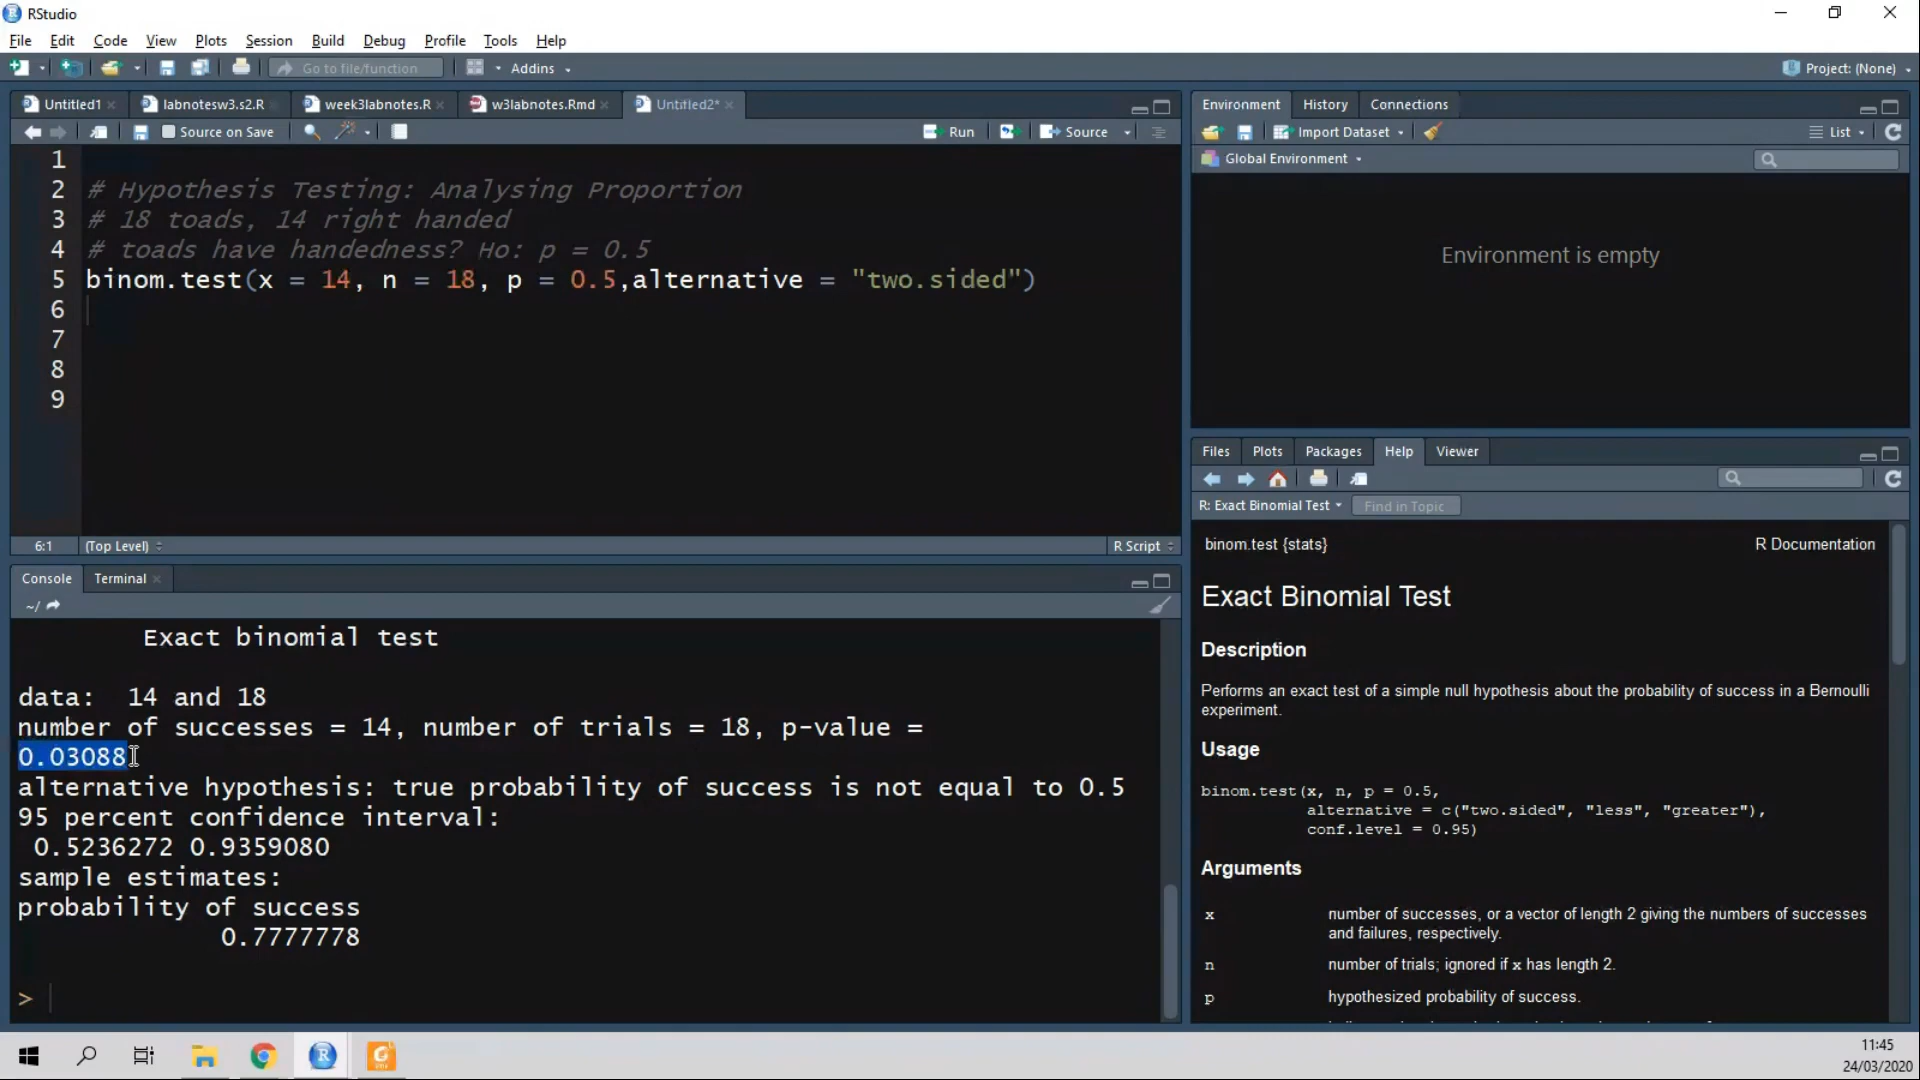 RStudio
File Edit Code View Plots Session Build Debug Profile Tools Help
Go to file/function Addins Project: (None)
Untitled1 labnotesw3.s2.R week3labnotes.R w3labnotes.Rmd Untitled2*
Source on Save Run Source
1
2 # Hypothesis Testing: Analysing Proportion
3 # 18 toads, 14 right handed
4 # toads have handedness? Ho: p = 0.5
5 binom.test(x = 14, n = 18, p = 0.5,alternative = "two.sided")
6
7
8
9
6:1 (Top Level) R Script
Console Terminal
~/
Exact binomial test
data: 14 and 18
number of successes = 14, number of trials = 18, p-value =
0.03088
alternative hypothesis: true probability of success is not equal to 0.5
95 percent confidence interval:
0.5236272 0.9359080
sample estimates:
probability of success
0.7777778
>
Environment History Connections
Import Dataset List
Global Environment
Environment is empty
Files Plots Packages Help Viewer
R: Exact Binomial Test Find in Topic
binom.test {stats} R Documentation
Exact Binomial Test
Description
Performs an exact test of a simple null hypothesis about the probability of success in a Bernoulli
experiment.
Usage
binom.test(x, n, p = 0.5,
alternative = c("two.sided", "less", "greater"),
conf.level = 0.95)
Arguments
x number of successes, or a vector of length 2 giving the numbers of successes
and failures, respectively.
n number of trials; ignored if x has length 2.
p hypothesized probability of success.
11:45
24/03/2020